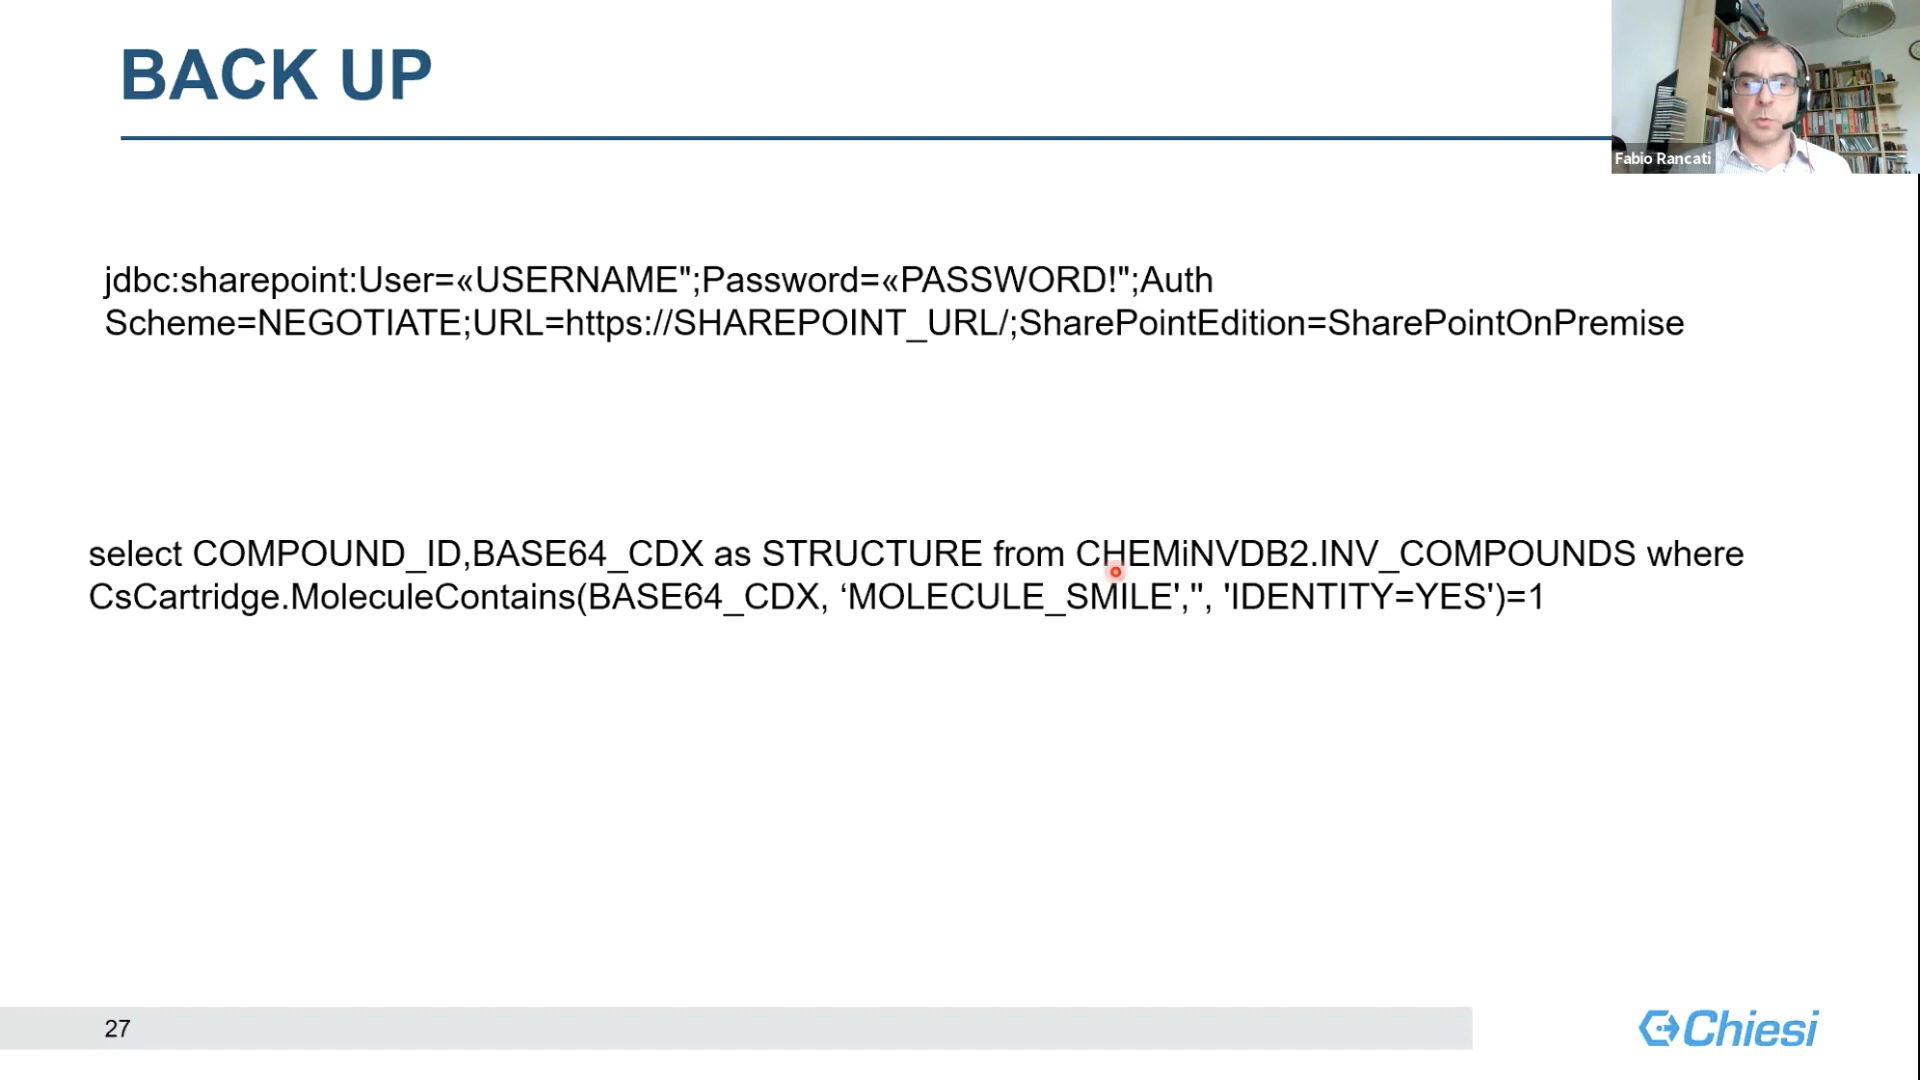 BACK UP
Fabio Rancati
jdbc:sharepoint:User=«USERNAME";Password=«PASSWORD!";Auth
Scheme=NEGOTIATE;URL=https://SHAREPOINT_URL/;SharePointEdition=SharePointOnPremise
select COMPOUND_ID,BASE64_CDX as STRUCTURE from CHEMiNVDB2.INV_COMPOUNDS where
CsCartridge.MoleculeContains(BASE64_CDX, ‘MOLECULE_SMILE','', 'IDENTITY=YES')=1
27
Chiesi